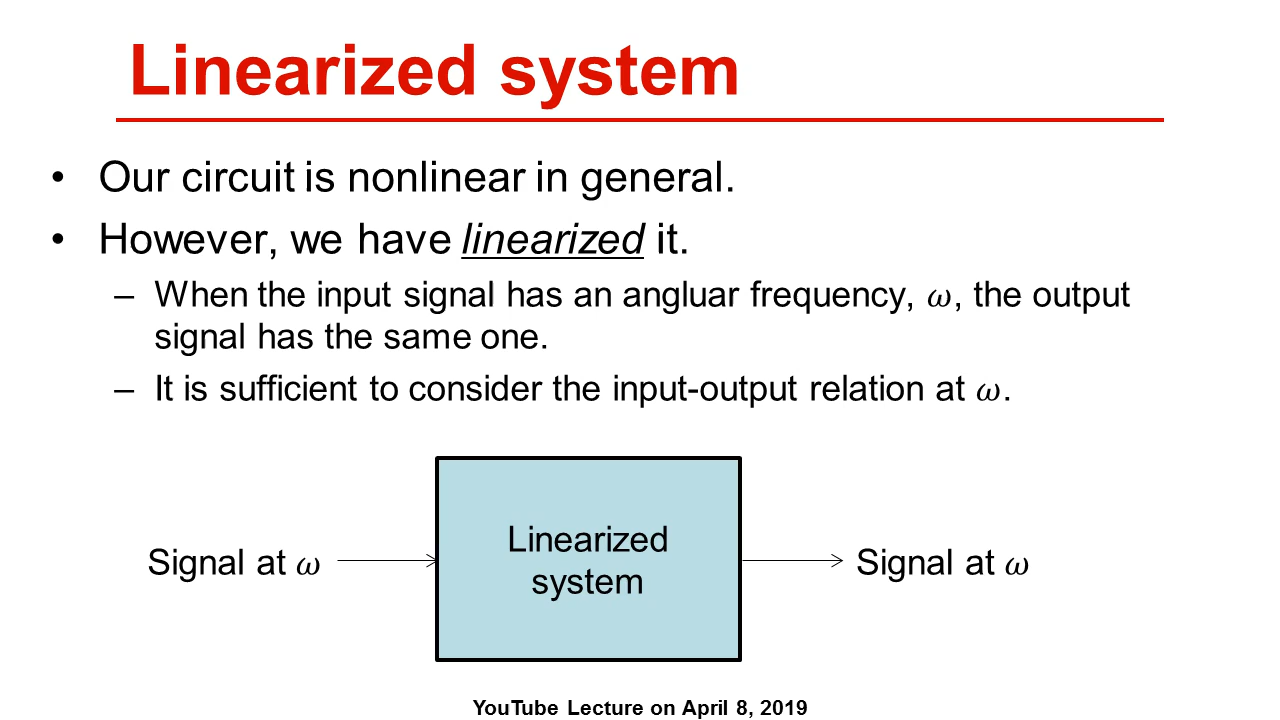 Linearized system
• Our circuit is nonlinear in general.
• However, we have linearized it.
– When the input signal has an angluar frequency, 𝜔, the output
signal has the same one.
– It is sufficient to consider the input-output relation at 𝜔.
Linearized
system
Signal at 𝜔
Signal at 𝜔
YouTube Lecture on April 8, 2019